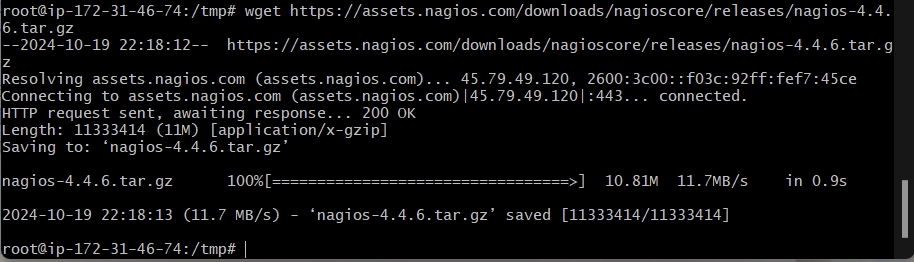 root@ip-172-31-46-74:/tmp# wget https://assets.nagios.com/downloads/nagioscore/releases/nagios-4.4.
6.tar.gz
--2024-10-19 22:18:12--  https://assets.nagios.com/downloads/nagioscore/releases/nagios-4.4.6.tar.g
z
Resolving assets.nagios.com (assets.nagios.com)... 45.79.49.120, 2600:3c00::f03c:92ff:fef7:45ce
Connecting to assets.nagios.com (assets.nagios.com)|45.79.49.120|:443... connected.
HTTP request sent, awaiting response... 200 OK
Length: 11333414 (11M) [application/x-gzip]
Saving to: ‘nagios-4.4.6.tar.gz’
nagios-4.4.6.tar.gz      100%[=================================>]  10.81M  11.7MB/s    in 0.9s
2024-10-19 22:18:13 (11.7 MB/s) - ‘nagios-4.4.6.tar.gz’ saved [11333414/11333414]
root@ip-172-31-46-74:/tmp#